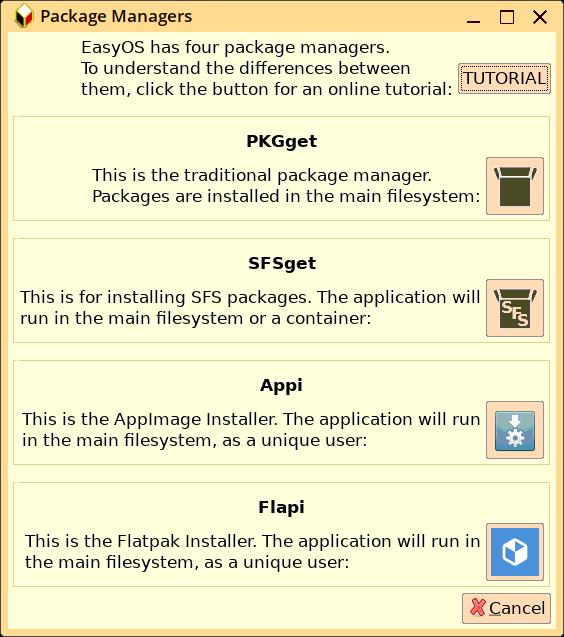 Package Managers
EasyOS has four package managers.
To understand the differences between
them, click the button for an online tutorial:
TUTORIAL
PKGget
This is the traditional package manager.
Packages are installed in the main filesystem:
SFSget
This is for installing SFS packages. The application will
run in the main filesystem or a container:
SFS
Appi
This is the AppImage Installer. The application will run
in the main filesystem, as a unique user:
Flapi
This is the Flatpak Installer. The application will run in
the main filesystem, as a unique user:
Cancel